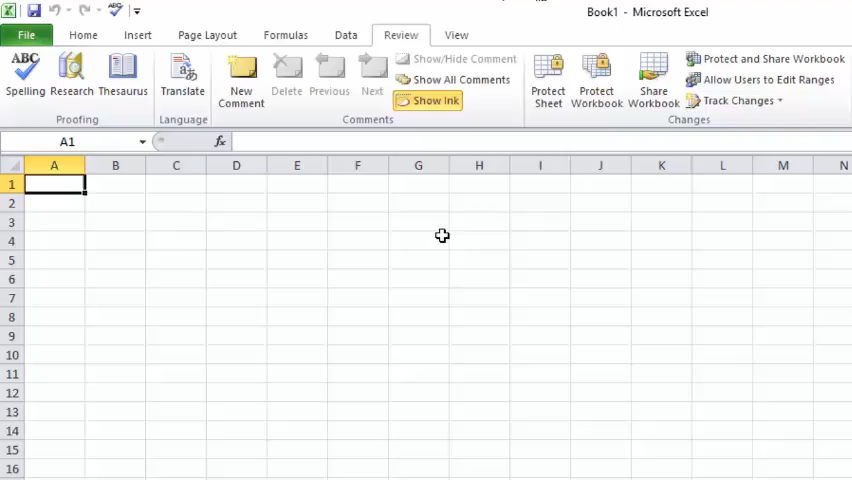 Book1 - Microsoft Excel
File Home Insert Page Layout Formulas Data Review View
ABC Spelling Research Thesaurus
Proofing
Translate
Language
New Comment Delete Previous Next
Show/Hide Comment
Show All Comments
Show Ink
Comments
Protect Sheet Protect Workbook Share Workbook
Protect and Share Workbook
Allow Users to Edit Ranges
Track Changes
Changes
A1 fx
A B C D E F G H I J K L M N
1
2
3
4
5
6
7
8
9
10
11
12
13
14
15
16